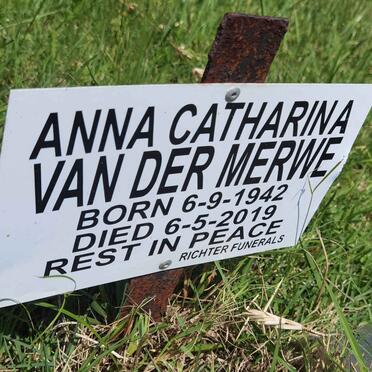 ANNA CATHARINA
VAN DER MERWE
BORN 6-9-1942
DIED 6-5-2019
REST IN PEACE
RICHTER FUNERALS